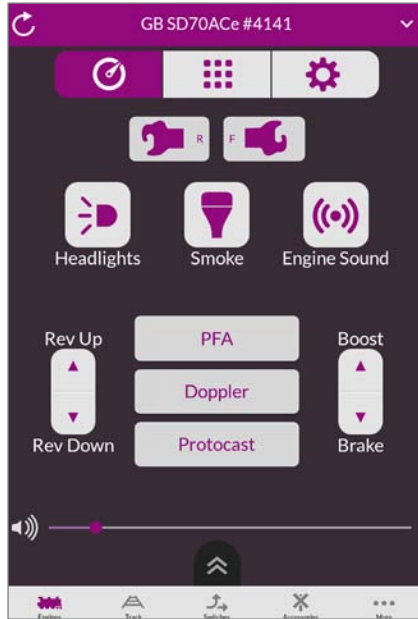 GB SD70ACe #4141
R F
Headlights Smoke Engine Sound
Rev Up PFA Boost
Doppler
Rev Down Protocast Brake
Engines Track Switches Accessories More